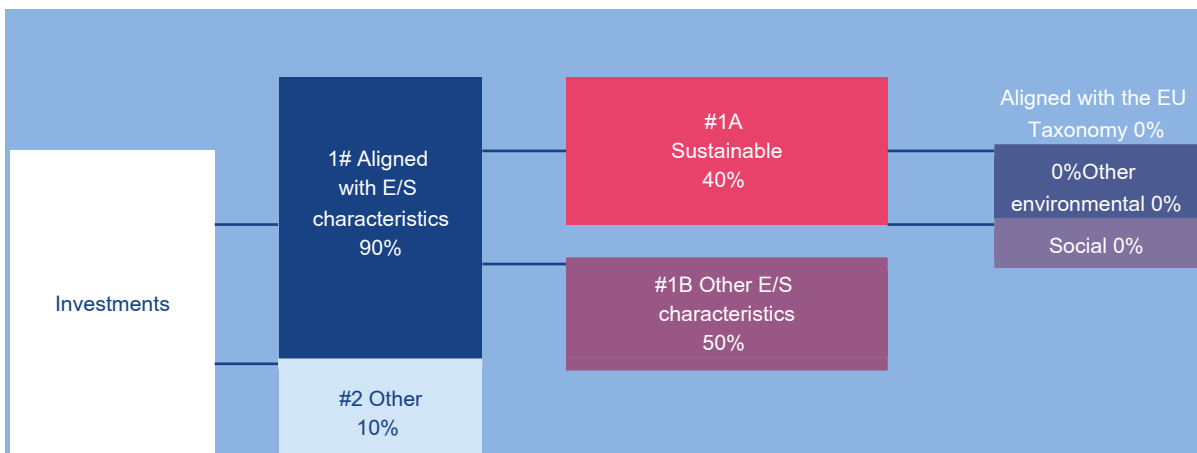 Investments
1# Aligned
with E/S
characteristics
90%
#2 Other
10%
#1A
Sustainable
40%
#1B Other E/S
characteristics
50%
Aligned with the EU
Taxonomy 0%
0%Other
environmental 0%
Social 0%